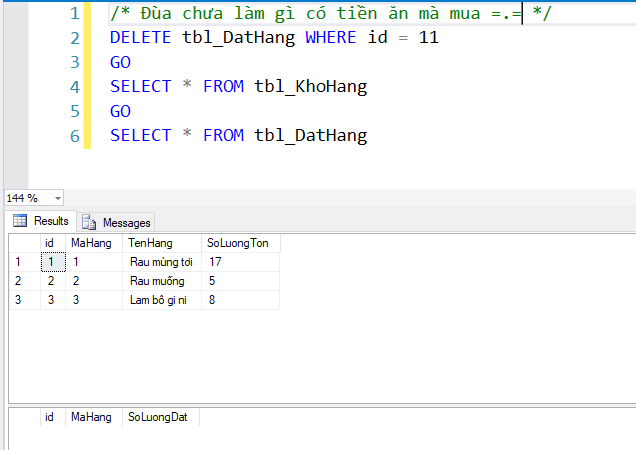 1 /* Đùa chưa làm gì có tiền ăn mà mua =.= */
2 DELETE tbl_DatHang WHERE id = 11
3 GO
4 SELECT * FROM tbl_KhoHang
5 GO
6 SELECT * FROM tbl_DatHang
144 %
Results Messages
id MaHang TenHang SoLuongTon
1 1 1 Rau mùng tơi 17
2 2 2 Rau muống 5
3 3 3 Lam bô gi ni 8
id MaHang SoLuongDat